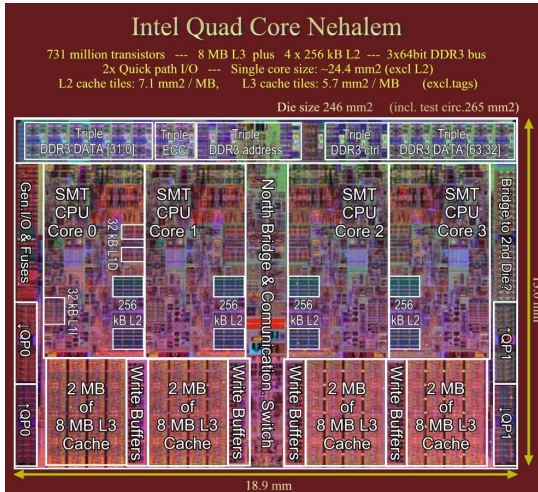 Intel Quad Core Nehalem
731 million transistors --- 8 MB L3 plus 4 x 256 kB L2 --- 3x64bit DDR3 bus
2x Quick path I/O --- Single core size: ~24.4 mm2 (excl L2)
L2 cache tiles: 7.1 mm2 / MB, L3 cache tiles: 5.7 mm2 / MB (excl.tags)
Die size 246 mm2 (incl. test circ.265 mm2)
Triple
DDR3 DATA [31:0]
Triple
ECC
Triple
DDR3 address
Triple
DDR3 ctrl
Triple
DDR3 DATA [63:32]
Gen.I/O & Fuses
SMT
CPU
Core 0
32 kB L1D
32 kB L1I
256
kB L2
SMT
CPU
Core 1
256
kB L2
North Bridge & Comunication Switch
SMT
CPU
Core 2
256
kB L2
SMT
CPU
Core 3
256
kB L2
Bridge to 2nd Die?
↓QP0
↑QP0
↑QP1
↓QP1
2 MB
of
8 MB L3
Cache
Write Buffers
2 MB
of
8 MB L3
Cache
Write Buffers
Write Buffers
2 MB
of
8 MB L3
Cache
Write Buffers
2 MB
of
8 MB L3
Cache
18.9 mm